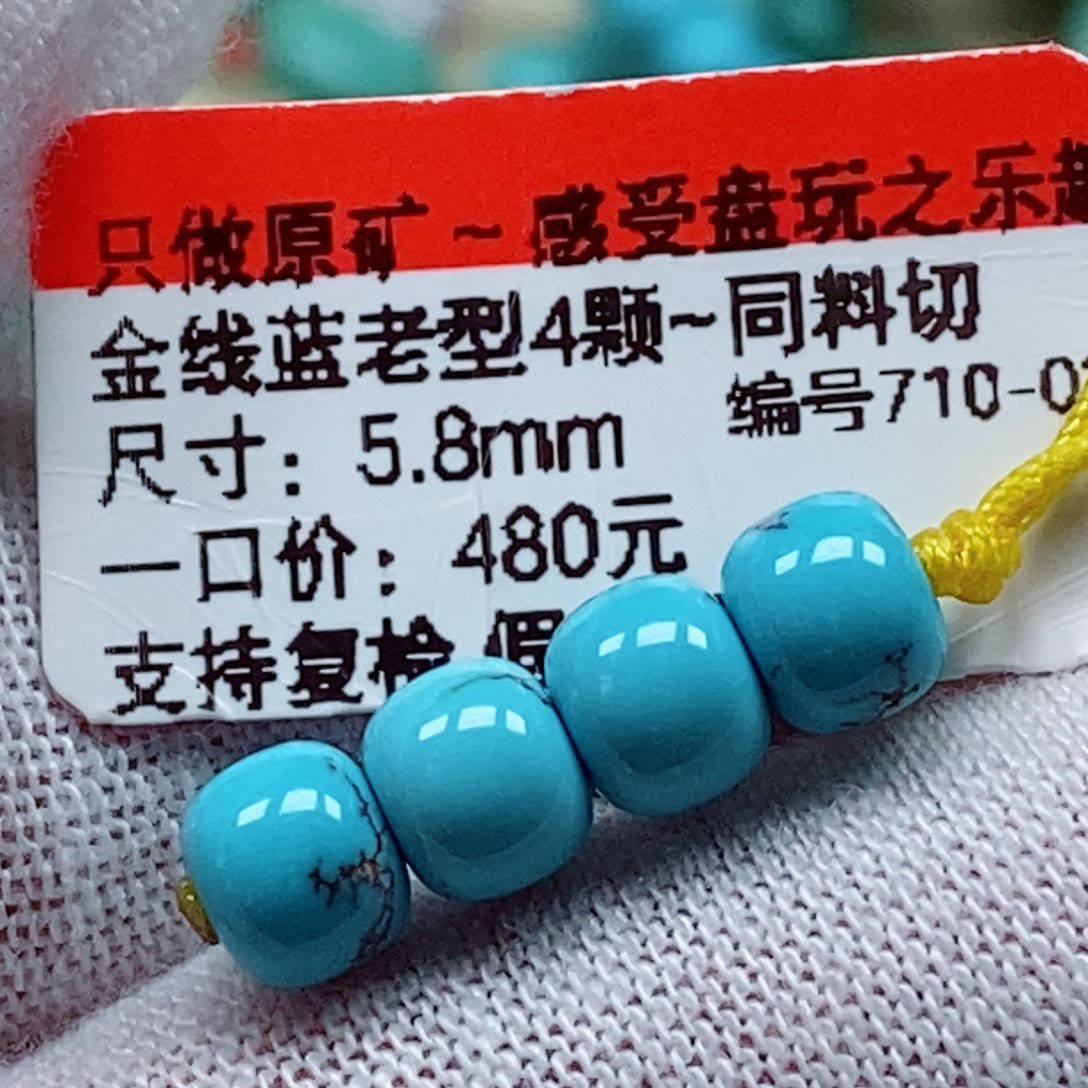 只做原矿~感受盘玩之乐趣
金线蓝老型4颗~同料切
编号710-0
尺寸：5.8mm
一口价：480元
支持复检 假